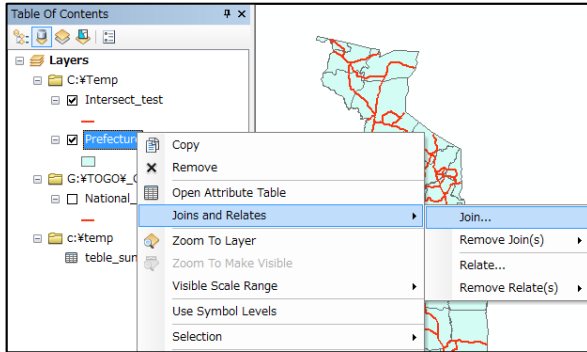 Table Of Contents
Layers
C:¥Temp
Intersect_test
Prefecture
G:¥TOGO¥_
National_
c:¥temp
teble_sum
Copy
Remove
Open Attribute Table
Joins and Relates
Zoom To Layer
Zoom To Make Visible
Visible Scale Range
Use Symbol Levels
Selection
Join...
Remove Join(s)
Relate...
Remove Relate(s)